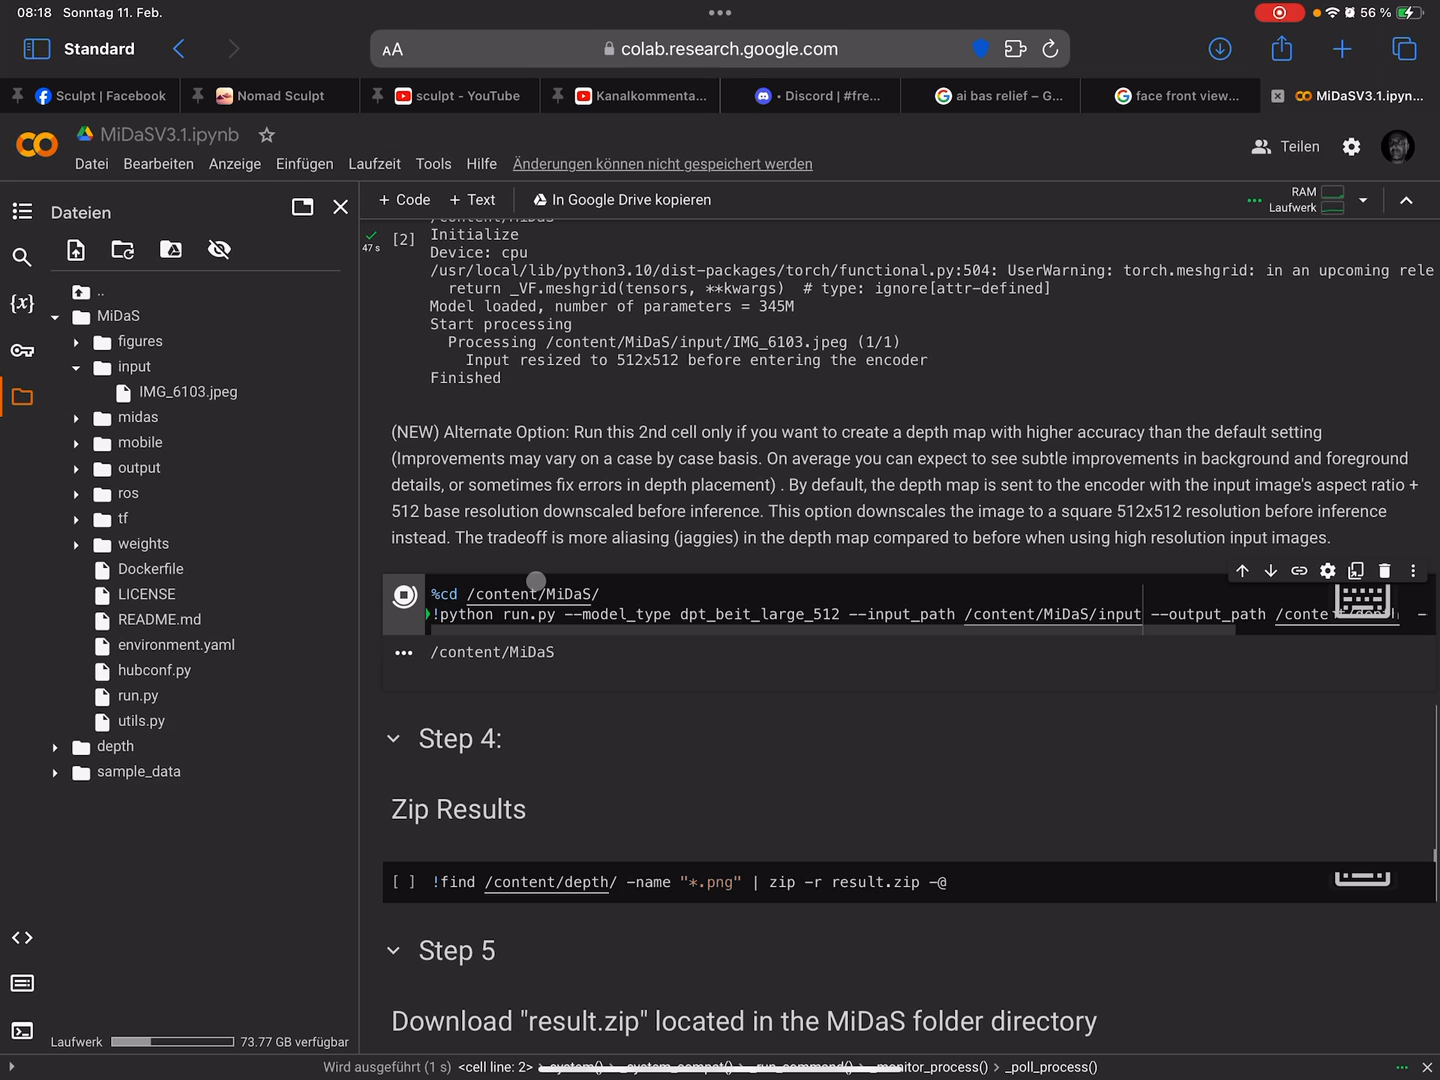 08:18 Sonntag 11. Feb.
56 %
Standard
AA
colab.research.google.com
Sculpt | Facebook
Nomad Sculpt
sculpt - YouTube
Kanalkommenta...
• Discord | #fre...
ai bas relief – G...
face front view...
MiDaSV3.1.ipyn...
MiDaSV3.1.ipynb
Teilen
Datei Bearbeiten Anzeige Einfügen Laufzeit Tools Hilfe Änderungen können nicht gespeichert werden
Dateien
+ Code + Text In Google Drive kopieren
RAM
Laufwerk
..
MiDaS
figures
input
IMG_6103.jpeg
midas
mobile
output
ros
tf
weights
Dockerfile
LICENSE
README.md
environment.yaml
hubconf.py
run.py
utils.py
depth
sample_data
Laufwerk 73.77 GB verfügbar
47 s
[2]
/content/MiDaS
Initialize
Device: cpu
/usr/local/lib/python3.10/dist-packages/torch/functional.py:504: UserWarning: torch.meshgrid: in an upcoming rele
return _VF.meshgrid(tensors, **kwargs) # type: ignore[attr-defined]
Model loaded, number of parameters = 345M
Start processing
Processing /content/MiDaS/input/IMG_6103.jpeg (1/1)
Input resized to 512x512 before entering the encoder
Finished
(NEW) Alternate Option: Run this 2nd cell only if you want to create a depth map with higher accuracy than the default setting
(Improvements may vary on a case by case basis. On average you can expect to see subtle improvements in background and foreground
details, or sometimes fix errors in depth placement) . By default, the depth map is sent to the encoder with the input image's aspect ratio +
512 base resolution downscaled before inference. This option downscales the image to a square 512x512 resolution before inference
instead. The tradeoff is more aliasing (jaggies) in the depth map compared to before when using high resolution input images.
%cd /content/MiDaS/
!python run.py --model_type dpt_beit_large_512 --input_path /content/MiDaS/input --output_path /conte
/content/MiDaS
Step 4:
Zip Results
[ ] !find /content/depth/ -name "*.png" | zip -r result.zip -@
Step 5
Download "result.zip" located in the MiDaS folder directory
Wird ausgeführt (1 s) <cell line: 2> > _system() > _system_compat() > _run_command() > _monitor_process() > _poll_process()